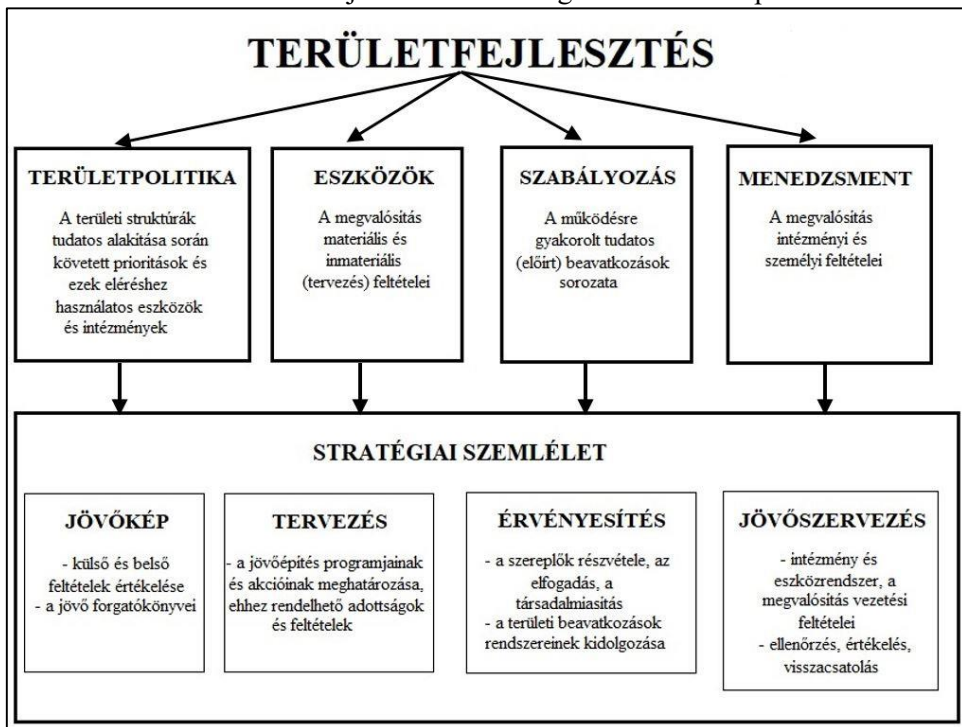 TERÜLETFEJLESZTÉS
TERÜLETPOLITIKA
A területi struktúrák
tudatos alakítása során
követett prioritások és
ezek eléréshez
használatos eszközök
és intézmények
ESZKÖZÖK
A megvalósítás
materiális és
inmateriális
(tervezés) feltételei
SZABÁLYOZÁS
A működésre
gyakorolt tudatos
(előírt) beavatkozások
sorozata
MENEDZSMENT
A megvalósítás
intézményi és
személyi feltételei
STRATÉGIAI SZEMLÉLET
JÖVŐKÉP
- külső és belső
feltételek értékelése
- a jövő forgatókönyvei
TERVEZÉS
- a jövőépítés programjainak
és akcióinak meghatározása,
ehhez rendelhető adottságok
és feltételek
ÉRVÉNYESÍTÉS
- a szereplők részvétele, az
elfogadás, a
társadalmiasítás
- a területi beavatkozások
rendszereinek kidolgozása
JÖVŐSZERVEZÉS
- intézmény és
eszközrendszer, a
megvalósítás vezetési
feltételei
- ellenőrzés, értékelés,
visszacsatolás